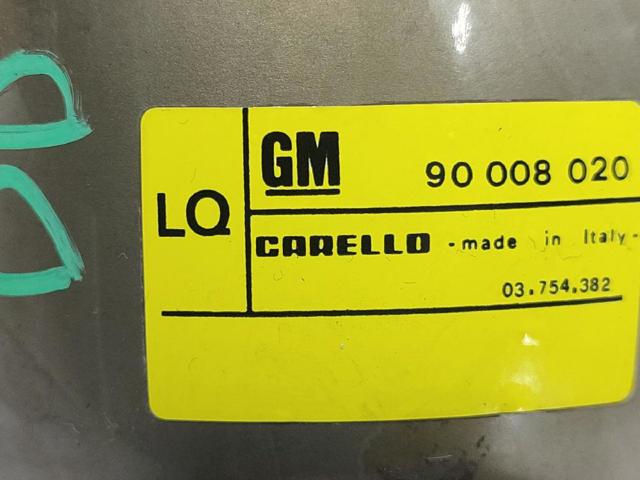 LQ
GM 90 008 020
CARELLO - made in Italy -
03.754.382